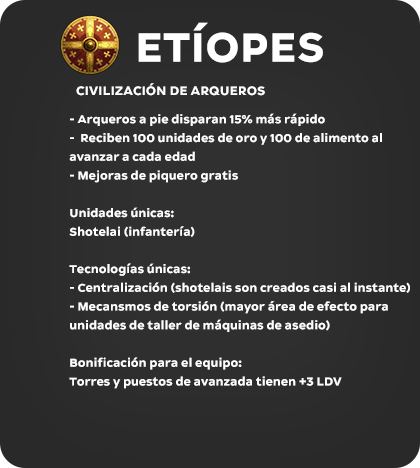 ETÍOPES
CIVILIZACIÓN DE ARQUEROS
- Arqueros a pie disparan 15% más rápido
- Reciben 100 unidades de oro y 100 de alimento al
avanzar a cada edad
- Mejoras de piquero gratis
Unidades únicas:
Shotelai (infantería)
Tecnologías únicas:
- Centralización (shotelais son creados casi al instante)
- Mecansmos de torsión (mayor área de efecto para
unidades de taller de máquinas de asedio)
Bonificación para el equipo:
Torres y puestos de avanzada tienen +3 LDV